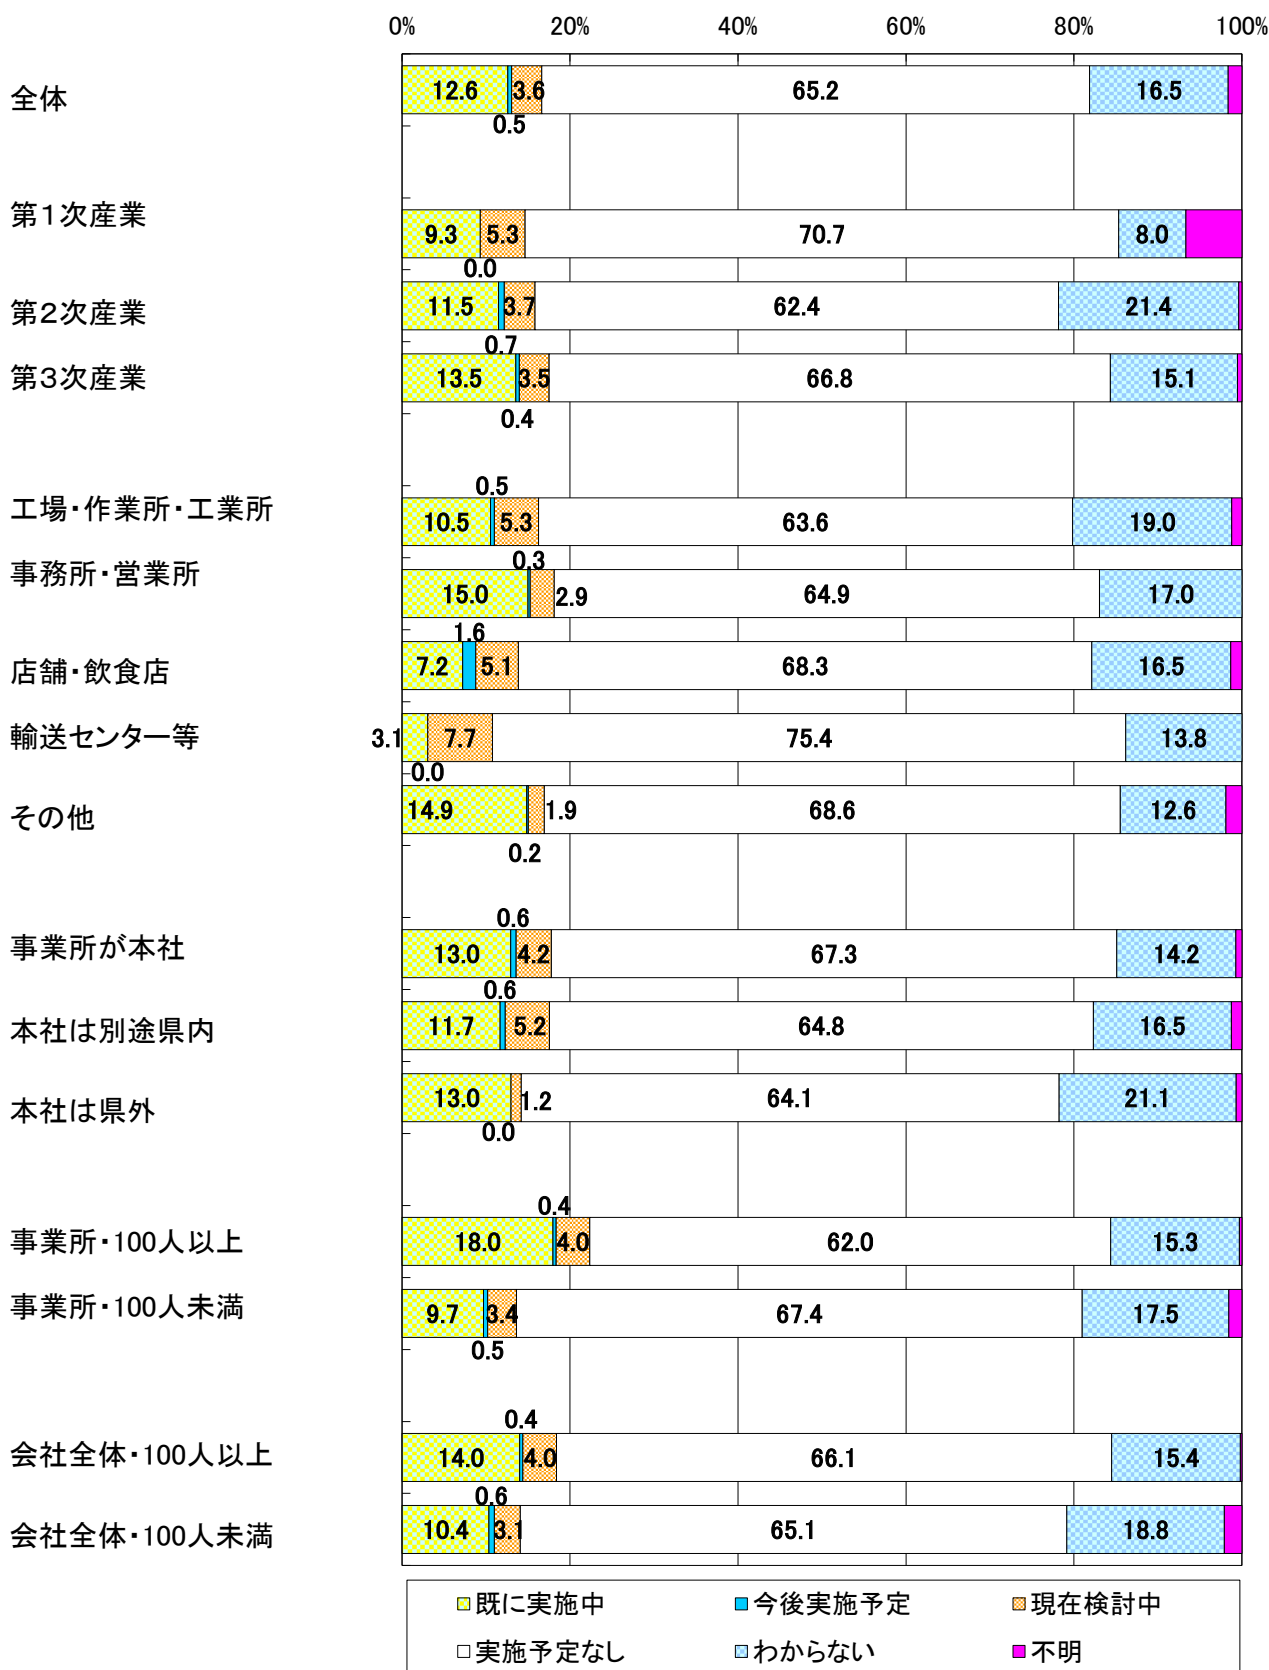 0% 20% 40% 60% 80% 100%
全体 12.6 3.6 65.2 16.5
0.5
第1次産業 9.3 5.3 70.7 8.0
0.0
第2次産業 11.5 3.7 62.4 21.4
0.7
第3次産業 13.5 3.5 66.8 15.1
0.4
0.5
工場・作業所・工業所 10.5 5.3 63.6 19.0
0.3
事務所・営業所 15.0 2.9 64.9 17.0
1.6
店舗・飲食店 7.2 5.1 68.3 16.5
輸送センター等 3.1 7.7 75.4 13.8
0.0
その他 14.9 1.9 68.6 12.6
0.2
0.6
事業所が本社 13.0 4.2 67.3 14.2
0.6
本社は別途県内 11.7 5.2 64.8 16.5
本社は県外 13.0 1.2 64.1 21.1
0.0
0.4
事業所・100人以上 18.0 4.0 62.0 15.3
事業所・100人未満 9.7 3.4 67.4 17.5
0.5
0.4
会社全体・100人以上 14.0 4.0 66.1 15.4
0.6
会社全体・100人未満 10.4 3.1 65.1 18.8
既に実施中 今後実施予定 現在検討中
実施予定なし わからない 不明